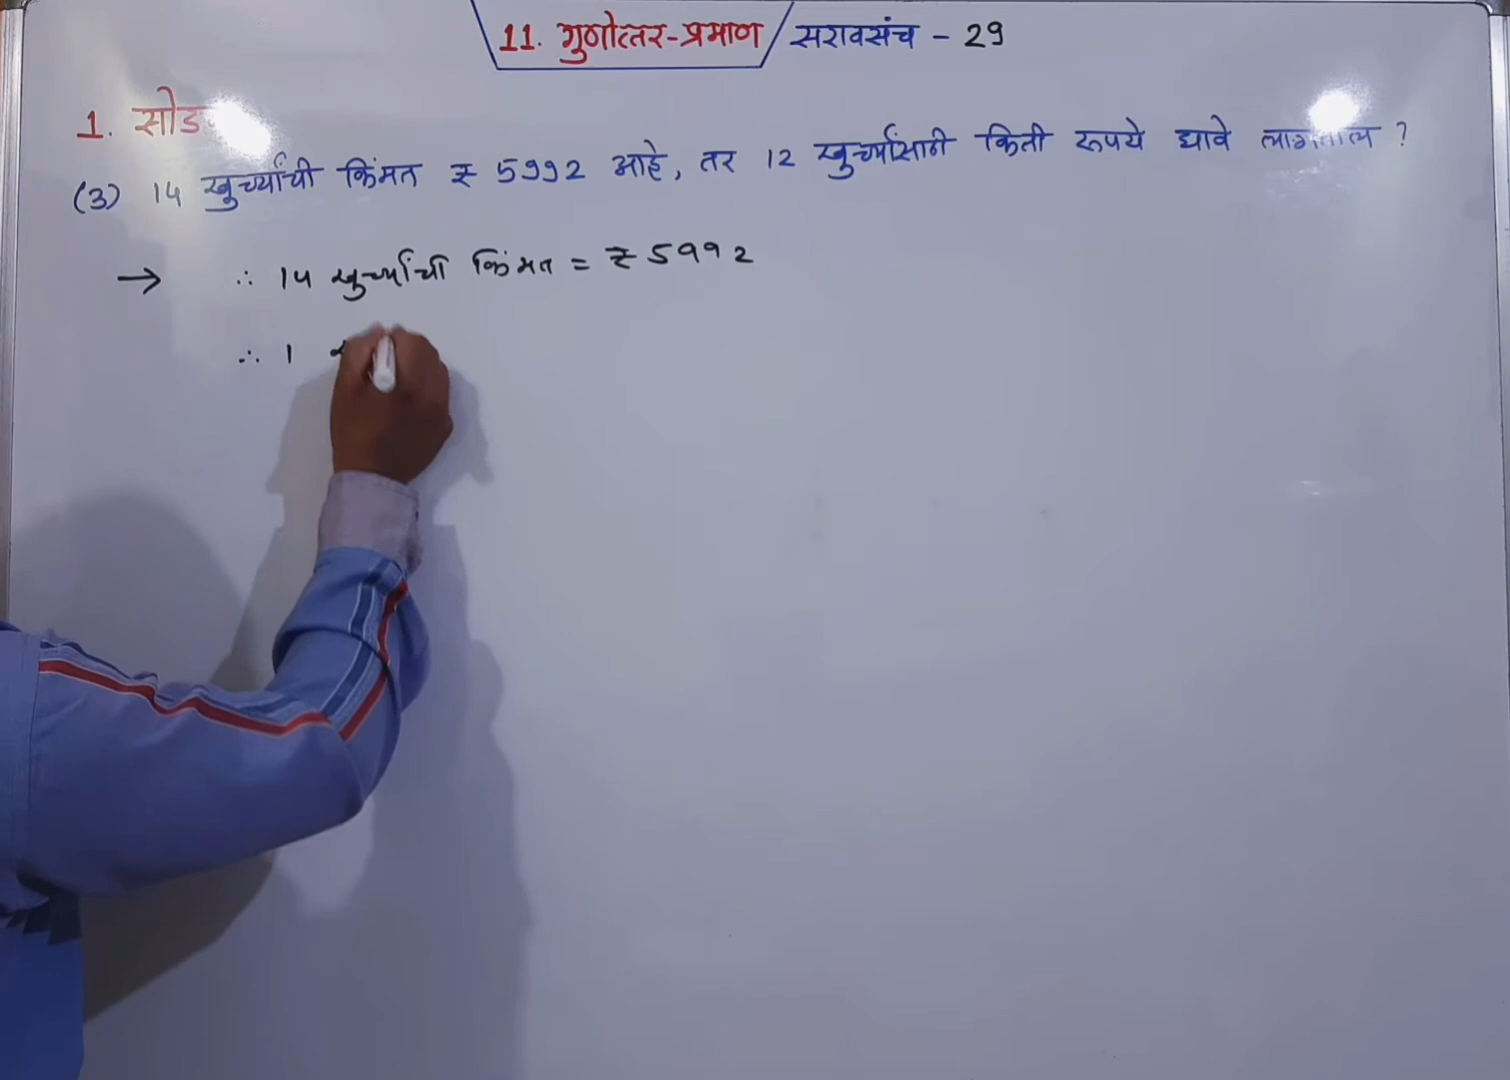 11. गुणोत्तर-प्रमाण / सरावसंच - 29
1. सोड
(3) 14 खुर्च्यांची किंमत ₹ 5992 आहे, तर 12 खुर्च्यांसाठी किती रुपये द्यावे लागतील ?
→ ∴ 14 खुर्च्यांची किंमत = ₹ 5992
∴ 1